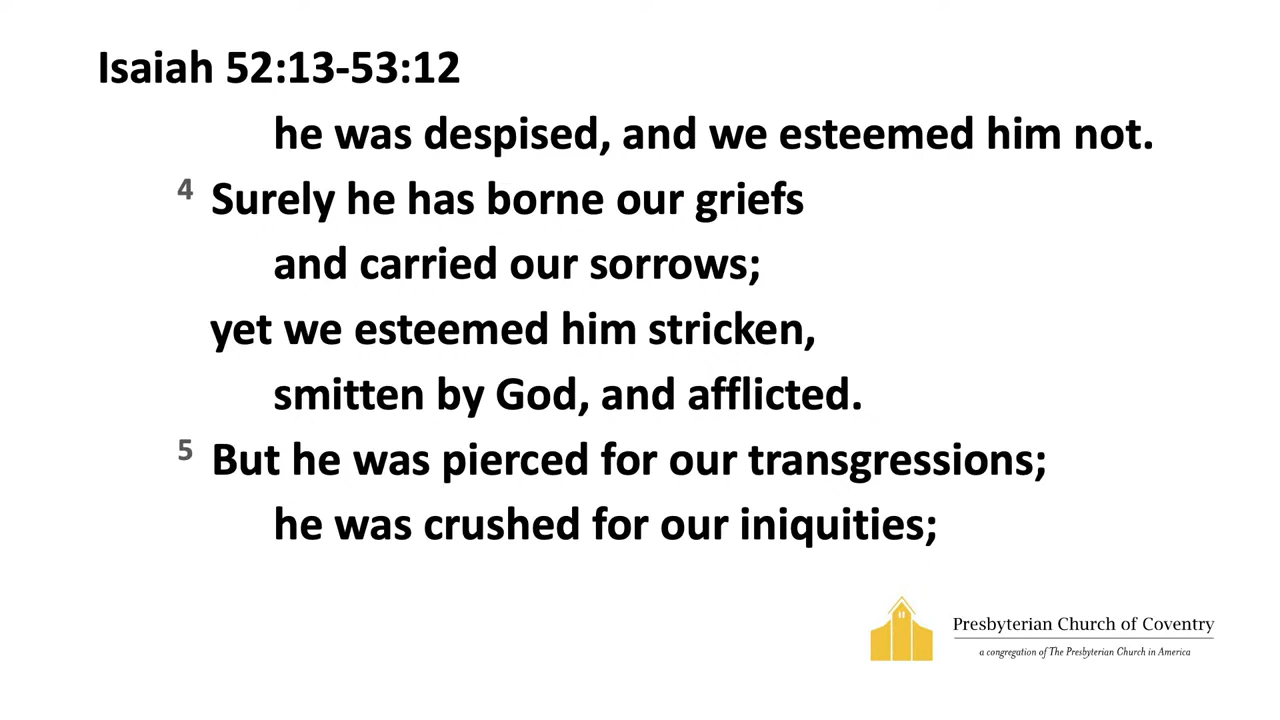 Isaiah 52:13-53:12
he was despised, and we esteemed him not.
4 Surely he has borne our griefs
and carried our sorrows;
yet we esteemed him stricken,
smitten by God, and afflicted.
5 But he was pierced for our transgressions;
he was crushed for our iniquities;
Presbyterian Church of Coventry
a congregation of The Presbyterian Church in America